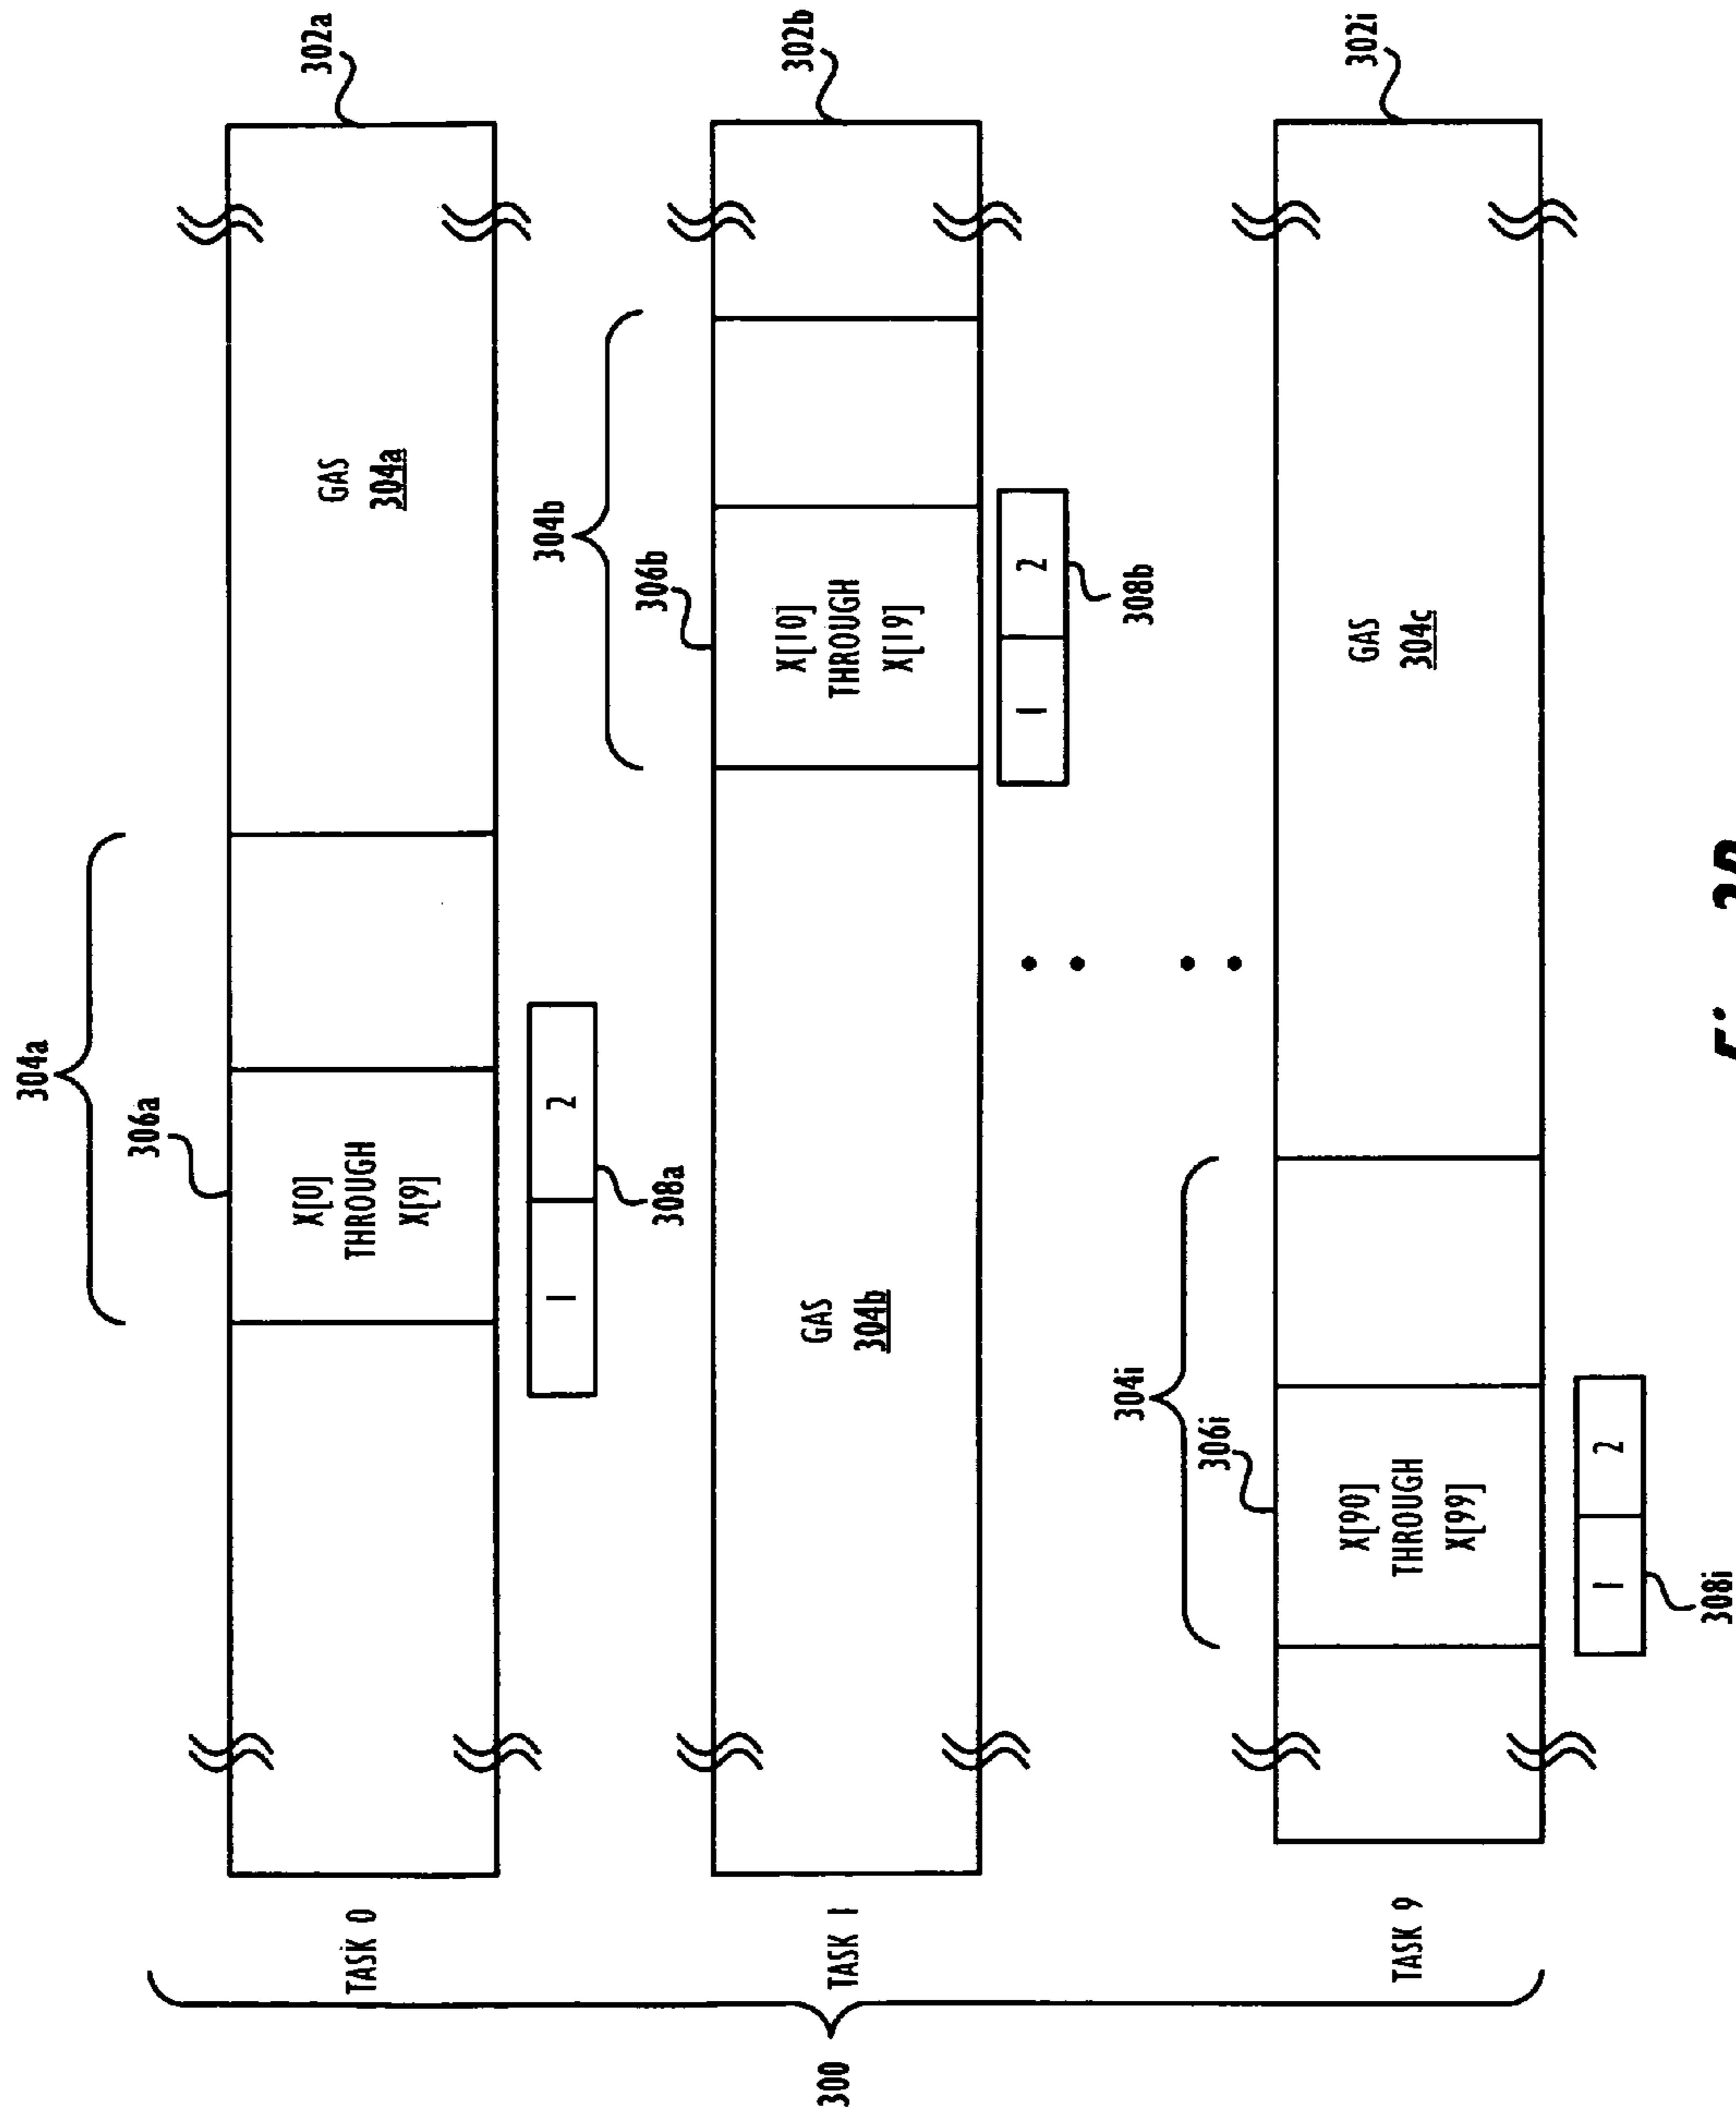 304a
306a
302a
X[0]
THROUGH
X[9]
GAS
304a
TASK 0
1 2
308a
304b
306b
302b
X[10]
THROUGH
X[19]
GAS
304b
TASK 1
1 2
308b
300
304i
306i
302i
X[90]
THROUGH
X[99]
GAS
304c
TASK 9
1 2
308i